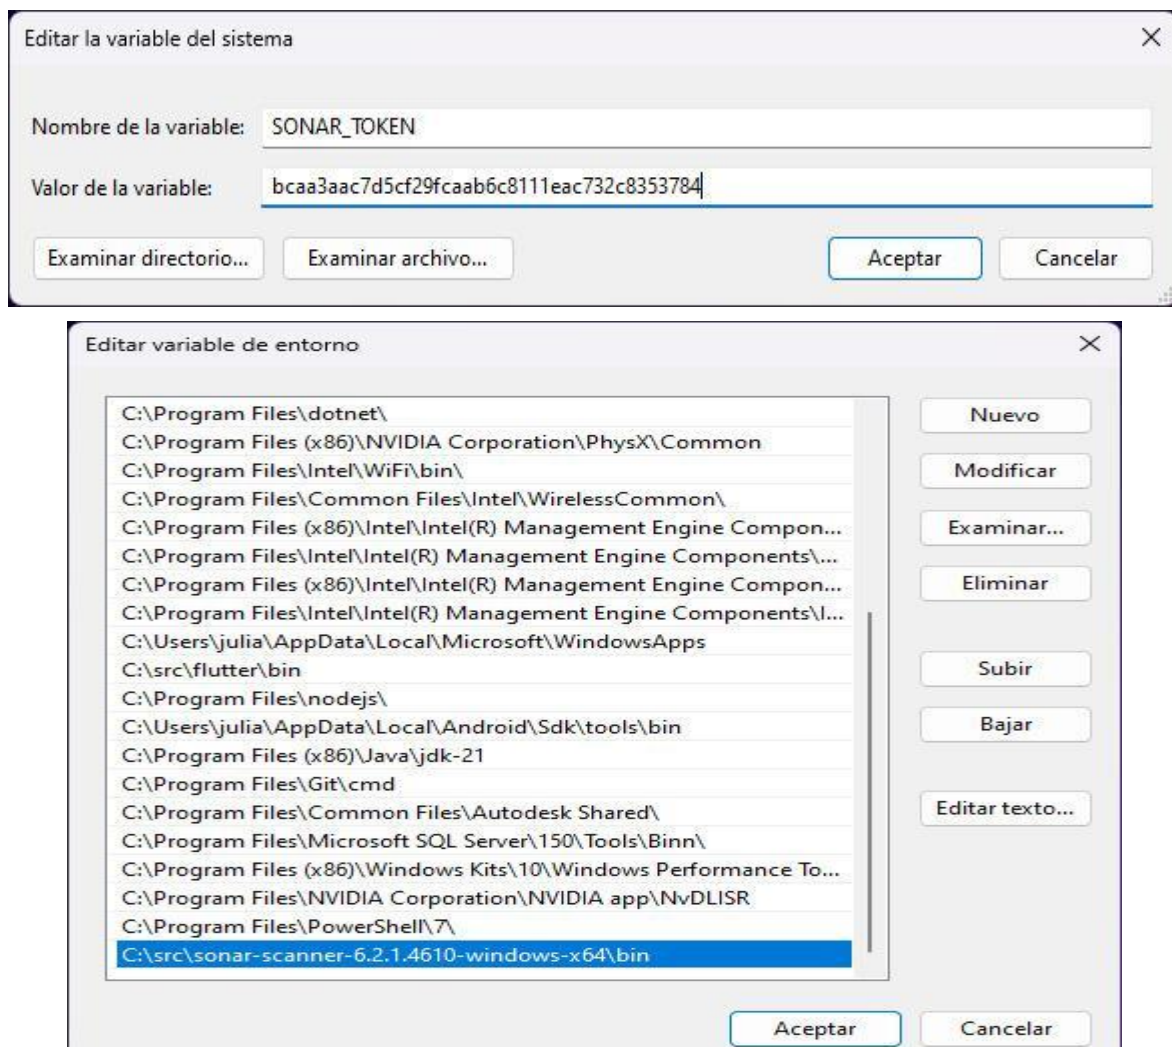 Editar la variable del sistema
Nombre de la variable: SONAR_TOKEN
Valor de la variable: bcaa3aac7d5cf29fcaab6c8111eac732c8353784
Examinar directorio... Examinar archivo... Aceptar Cancelar
Editar variable de entorno
C:\Program Files\dotnet\ Nuevo
C:\Program Files (x86)\NVIDIA Corporation\PhysX\Common
C:\Program Files\Intel\WiFi\bin\ Modificar
C:\Program Files\Common Files\Intel\WirelessCommon\
C:\Program Files (x86)\Intel\Intel(R) Management Engine Compon... Examinar...
C:\Program Files\Intel\Intel(R) Management Engine Components\...
C:\Program Files (x86)\Intel\Intel(R) Management Engine Compon... Eliminar
C:\Program Files\Intel\Intel(R) Management Engine Components\I...
C:\Users\julia\AppData\Local\Microsoft\WindowsApps
C:\src\flutter\bin Subir
C:\Program Files\nodejs\
C:\Users\julia\AppData\Local\Android\Sdk\tools\bin Bajar
C:\Program Files (x86)\Java\jdk-21
C:\Program Files\Git\cmd
C:\Program Files\Common Files\Autodesk Shared\ Editar texto...
C:\Program Files\Microsoft SQL Server\150\Tools\Binn\
C:\Program Files (x86)\Windows Kits\10\Windows Performance To...
C:\Program Files\NVIDIA Corporation\NVIDIA app\NvDLISR
C:\Program Files\PowerShell\7\
C:\src\sonar-scanner-6.2.1.4610-windows-x64\bin
Aceptar Cancelar